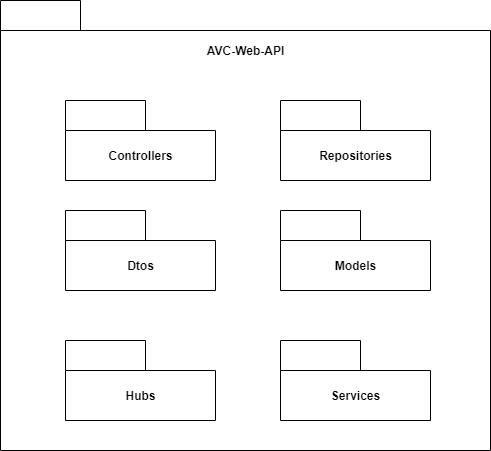 AVC-Web-API
Controllers
Repositories
Dtos
Models
Hubs
Services